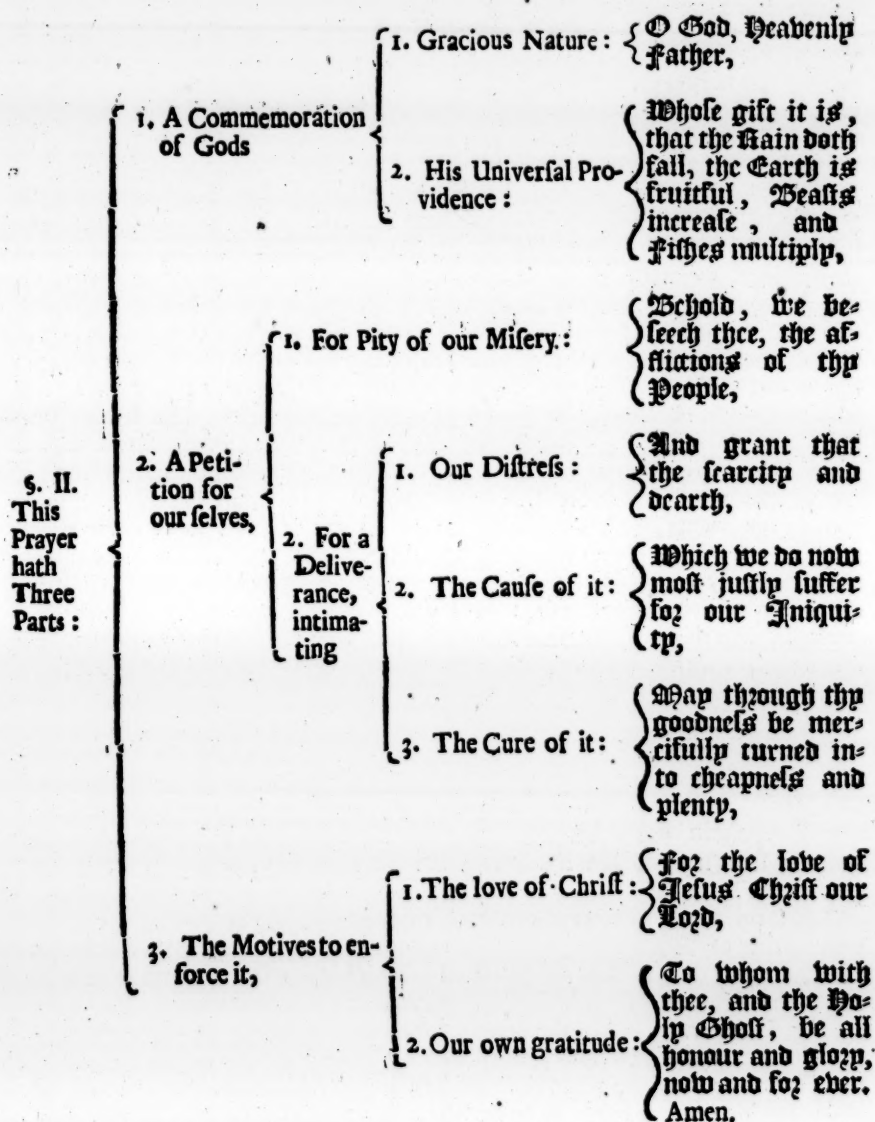 §. II.
This
Prayer
hath
Three
Parts :
1. A Commemoration
of Gods
1. Gracious Nature :
O God, Heavenly
Father,
2. His Univerſal Pro-
vidence :
Whoſe gift it is,
that the Rain doth
fall, the Earth is
fruitful, Beaſts
increaſe, and
Fiſhes multiply,
2. A Peti-
tion for
our ſelves,
1. For Pity of our Miſery :
Behold, we be-
ſeech thee, the af-
flictions of thy
People,
2. For a
Delive-
rance,
intima-
ting
1. Our Diſtreſs :
And grant that
the ſcarcity and
dearth,
2. The Cauſe of it :
Which we do now
moſt juſtly ſuffer
for our Iniqui-
ty,
3. The Cure of it :
May through thy
goodneſs be mer-
cifully turned in-
to cheapneſs and
plenty,
3. The Motives to en-
force it,
1. The love of Chriſt :
For the love of
Jeſus Chriſt our
Lord,
2. Our own gratitude :
To whom with
thee, and the Ho-
ly Ghoſt, be all
honour and glory,
now and for ever.
Amen.